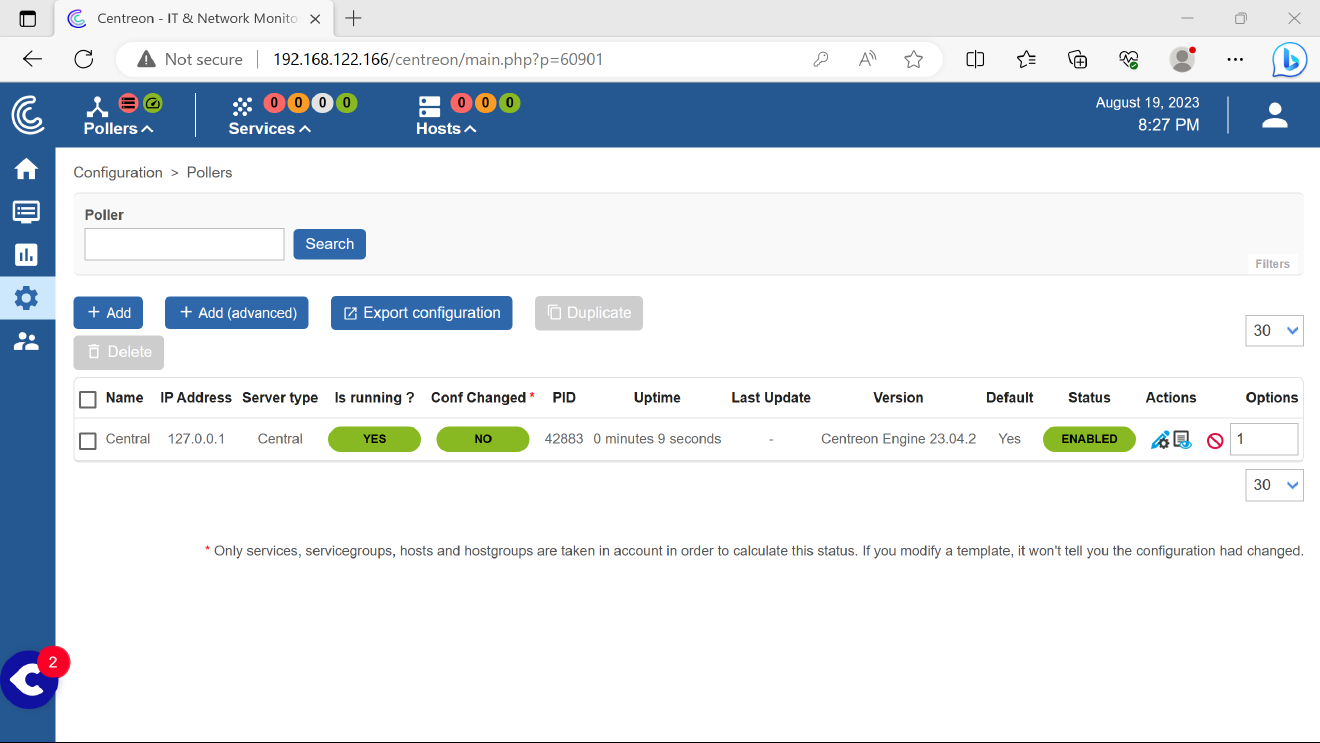 Centreon - IT & Network Monito
Not secure 192.168.122.166/centreon/main.php?p=60901
Pollers
Services 0 0 0 0
Hosts 0 0 0
August 19, 2023
8:27 PM
Configuration > Pollers
Poller
Search
Filters
+ Add
+ Add (advanced)
Export configuration
Duplicate
30
Delete
Name IP Address Server type Is running ? Conf Changed * PID Uptime Last Update Version Default Status Actions Options
Central 127.0.0.1 Central YES NO 42883 0 minutes 9 seconds - Centreon Engine 23.04.2 Yes ENABLED 1
30
* Only services, servicegroups, hosts and hostgroups are taken in account in order to calculate this status. If you modify a template, it won't tell you the configuration had changed.
2